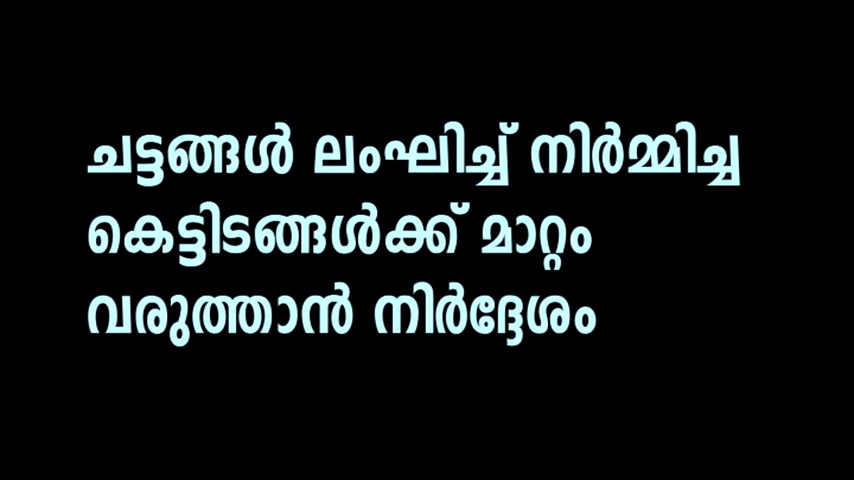 ചട്ടങ്ങൾ ലംഘിച്ച് നിർമ്മിച്ച
കെട്ടിടങ്ങൾക്ക് മാറ്റം
വരുത്താൻ നിർദ്ദേശം